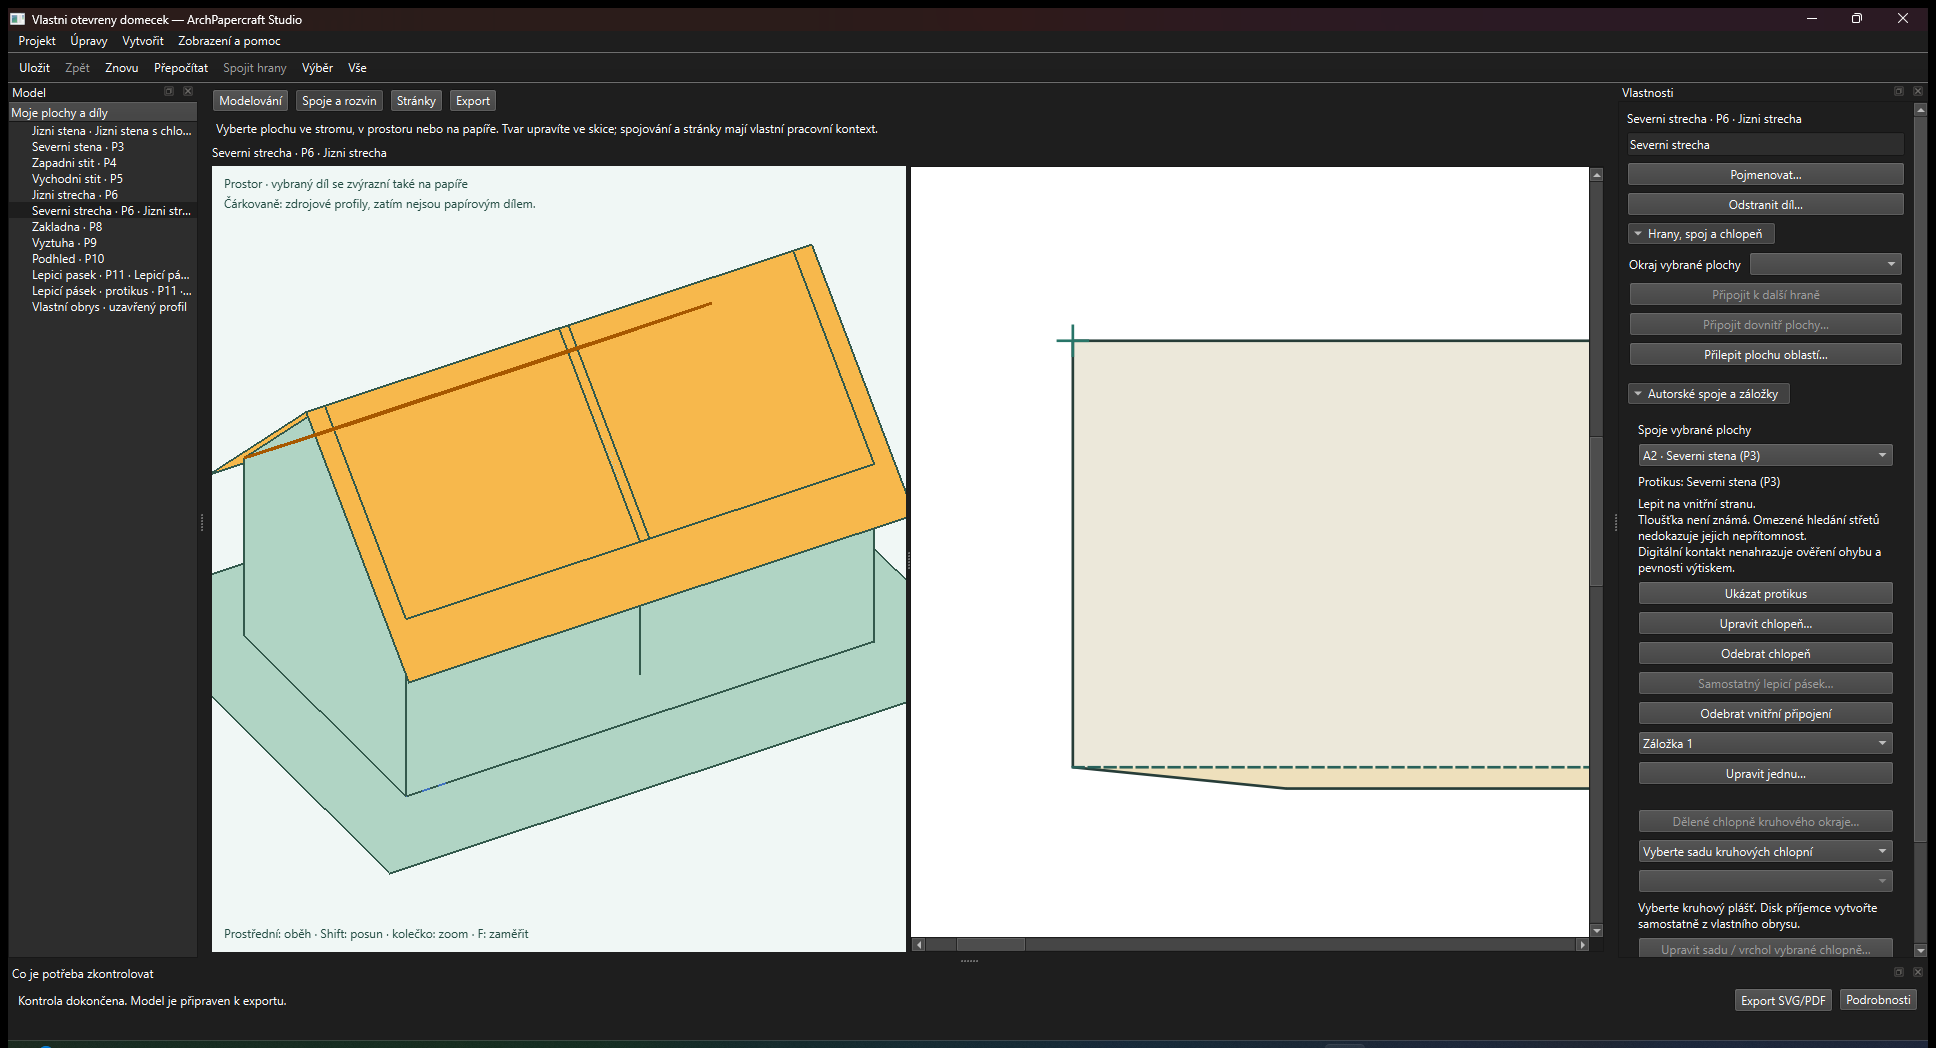 Vlastni otevreny domecek — ArchPapercraft Studio
Projekt Úpravy Vytvořit Zobrazení a pomoc
Uložit Zpět Znovu Přepočítat Spojit hrany Výběr Vše
Model
Moje plochy a díly
Jizni stena · Jizni stena s chlo...
Severni stena · P3
Zapadni stit · P4
Vychodni stit · P5
Jizni strecha · P6
Severni strecha · P6 · Jizni str...
Zakladna · P8
Vyztuha · P9
Podhled · P10
Lepici pasek · P11 · Lepicí pá...
Lepicí pásek · protikus · P11 ·...
Vlastní obrys · uzavřený profil
Modelování Spoje a rozvin Stránky Export
Vyberte plochu ve stromu, v prostoru nebo na papíře. Tvar upravíte ve skice; spojování a stránky mají vlastní pracovní kontext.
Severni strecha · P6 · Jizni strecha
Prostor · vybraný díl se zvýrazní také na papíře
Čárkovaně: zdrojové profily, zatím nejsou papírovým dílem.
Prostřední: oběh · Shift: posun · kolečko: zoom · F: zaměřit
Vlastnosti
Severni strecha · P6 · Jizni strecha
Severni strecha
Pojmenovat...
Odstranit díl...
Hrany, spoj a chlopeň
Okraj vybrané plochy
Připojit k další hraně
Připojit dovnitř plochy...
Přilepit plochu oblastí...
Autorské spoje a záložky
Spoje vybrané plochy
A2 · Severni stena (P3)
Protikus: Severni stena (P3)
Lepit na vnitřní stranu.
Tloušťka není známá. Omezené hledání střetů
nedokazuje jejich nepřítomnost.
Digitální kontakt nenahrazuje ověření ohybu a
pevnosti výtiskem.
Ukázat protikus
Upravit chlopeň...
Odebrat chlopeň
Samostatný lepicí pásek...
Odebrat vnitřní připojení
Záložka 1
Upravit jednu...
Dělené chlopně kruhového okraje...
Vyberte sadu kruhových chlopní
Vyberte kruhový plášť. Disk příjemce vytvořte
samostatně z vlastního obrysu.
Upravit sadu / vrchol vybrané chlopně...
Co je potřeba zkontrolovat
Kontrola dokončena. Model je připraven k exportu.
Export SVG/PDF Podrobnosti